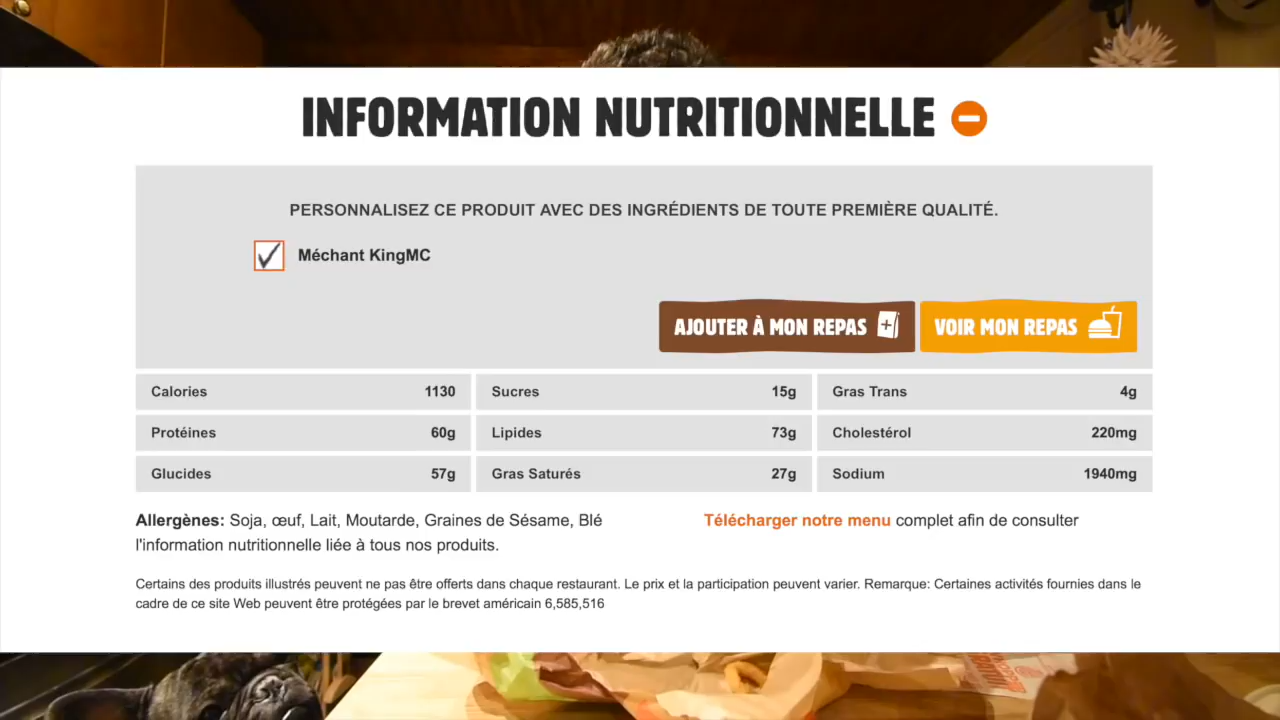 INFORMATION NUTRITIONNELLE
PERSONNALISEZ CE PRODUIT AVEC DES INGRÉDIENTS DE TOUTE PREMIÈRE QUALITÉ.
Méchant KingMC
AJOUTER À MON REPAS VOIR MON REPAS
Calories 1130 Sucres 15g Gras Trans 4g
Protéines 60g Lipides 73g Cholestérol 220mg
Glucides 57g Gras Saturés 27g Sodium 1940mg
Allergènes: Soja, œuf, Lait, Moutarde, Graines de Sésame, Blé Télécharger notre menu complet afin de consulter
l'information nutritionnelle liée à tous nos produits.
Certains des produits illustrés peuvent ne pas être offerts dans chaque restaurant. Le prix et la participation peuvent varier. Remarque: Certaines activités fournies dans le
cadre de ce site Web peuvent être protégées par le brevet américain 6,585,516